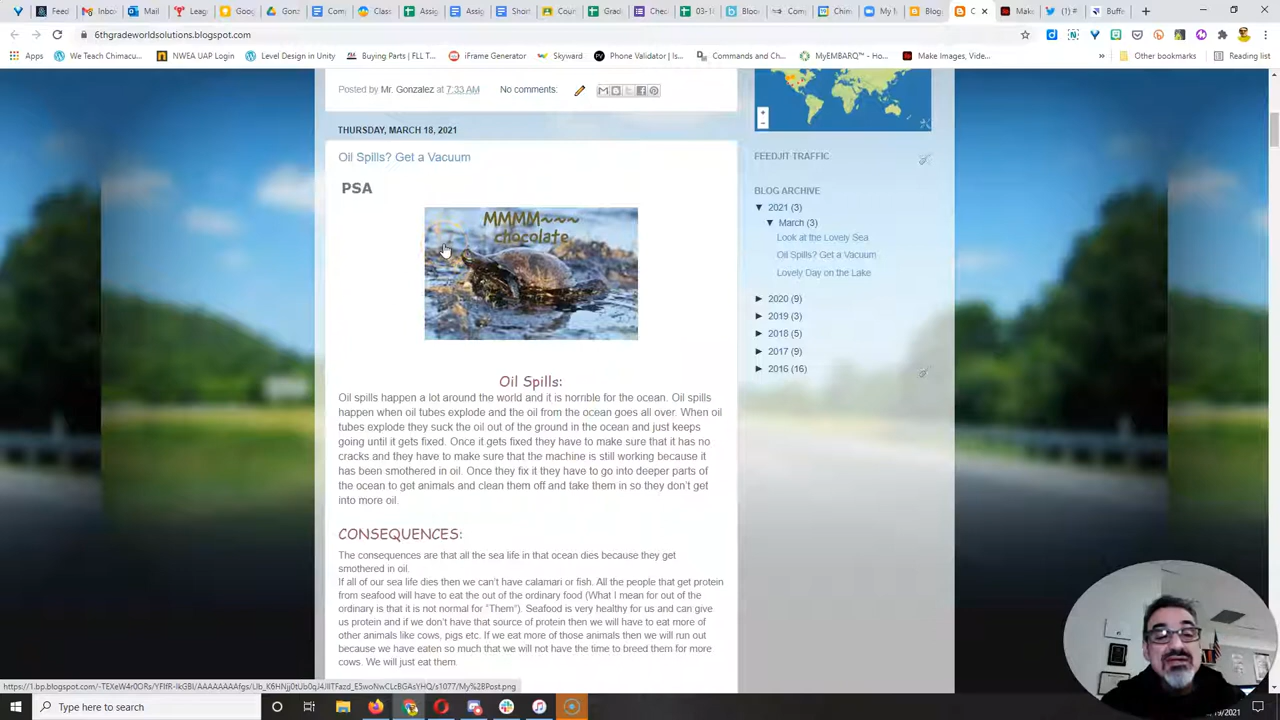 6thgradeworldsolutions.blogspot.com
Apps We Teach Chimacu... NWEA UAP Login Level Design in Unity Buying Parts | FLL T... iFrame Generator Skyward Phone Validator | Is... Commands and Ch... MyEMBARQ™ - Ho... Make Images, Vide... » Other bookmarks Reading list
Posted by Mr. Gonzalez at 7:33 AM No comments:
THURSDAY, MARCH 18, 2021
Oil Spills? Get a Vacuum
PSA
MMMM~~~
chocolate
Oil Spills:
Oil spills happen a lot around the world and it is horrible for the ocean. Oil spills
happen when oil tubes explode and the oil from the ocean goes all over. When oil
tubes explode they suck the oil out of the ground in the ocean and just keeps
going until it gets fixed. Once it gets fixed they have to make sure that it has no
cracks and they have to make sure that the machine is still working because it
has been smothered in oil. Once they fix it they have to go into deeper parts of
the ocean to get animals and clean them off and take them in so they don't get
into more oil.
CONSEQUENCES:
The consequences are that all the sea life in that ocean dies because they get
smothered in oil.
If all of our sea life dies then we can't have calamari or fish. All the people that get protein
from seafood will have to eat the out of the ordinary food (What I mean for out of the
ordinary is that it is not normal for "Them"). Seafood is very healthy for us and can give
us protein and if we don't have that source of protein then we will have to eat more of
other animals like cows, pigs etc. If we eat more of those animals then we will run out
because we have eaten so much that we will not have the time to breed them for more
cows. We will just eat them.
FEEDJIT TRAFFIC
BLOG ARCHIVE
▼ 2021 (3)
▼ March (3)
Look at the Lovely Sea
Oil Spills? Get a Vacuum
Lovely Day on the Lake
► 2020 (9)
► 2019 (3)
► 2018 (5)
► 2017 (9)
► 2016 (16)
Type here to search